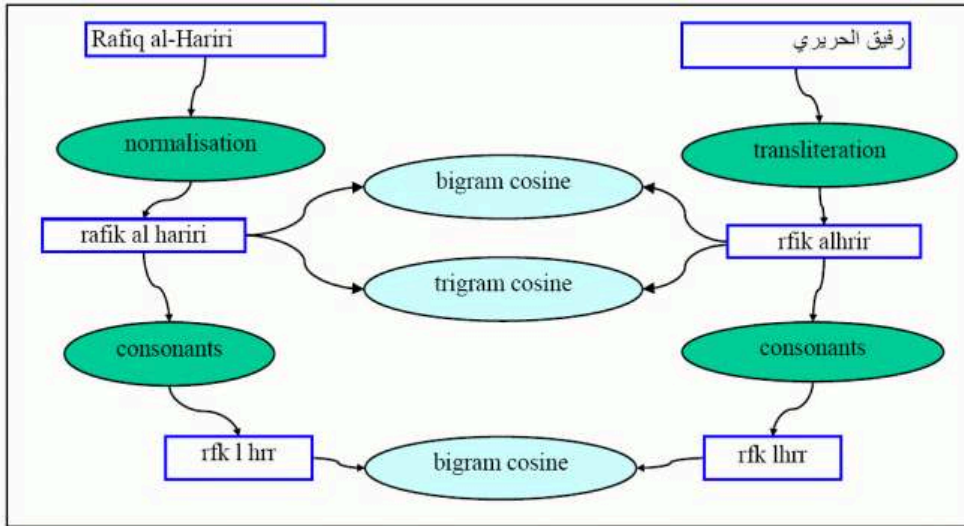 Rafiq al-Hariri
رفيق الحريري
normalisation
transliteration
bigram cosine
rafik al hariri
rfik alhrir
trigram cosine
consonants
consonants
rfk l hrr
bigram cosine
rfk lhrr